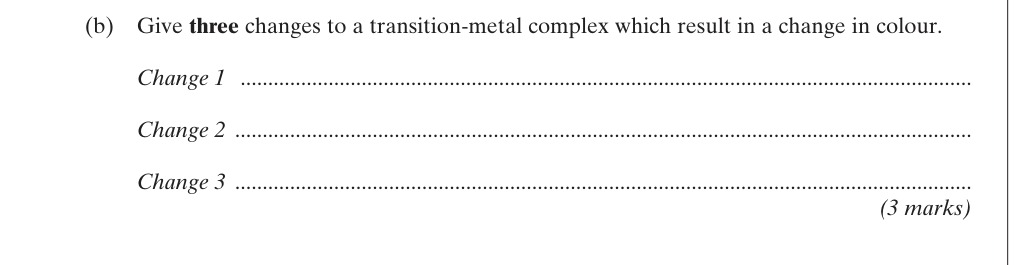 (b) Give three changes to a transition-metal complex which result in a change in colour.
Change 1 ....................................................................................................................................
Change 2 ....................................................................................................................................
Change 3 ....................................................................................................................................
(3 marks)